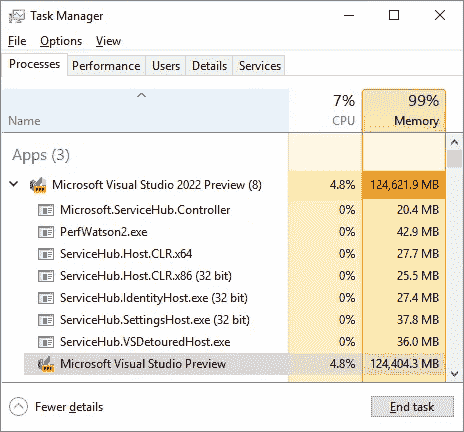 Task Manager
File Options View
Processes Performance Users Details Services
7% 99%
Name CPU Memory
Apps (3)
Microsoft Visual Studio 2022 Preview (8) 4.8% 124,621.9 MB
Microsoft.ServiceHub.Controller 0% 20.4 MB
PerfWatson2.exe 0% 42.9 MB
ServiceHub.Host.CLR.x64 0% 27.7 MB
ServiceHub.Host.CLR.x86 (32 bit) 0% 25.5 MB
ServiceHub.IdentityHost.exe (32 bit) 0% 27.4 MB
ServiceHub.SettingsHost.exe (32 bit) 0% 37.8 MB
ServiceHub.VSDetouredHost.exe 0% 36.0 MB
Microsoft Visual Studio Preview 4.8% 124,404.3 MB
Fewer details End task